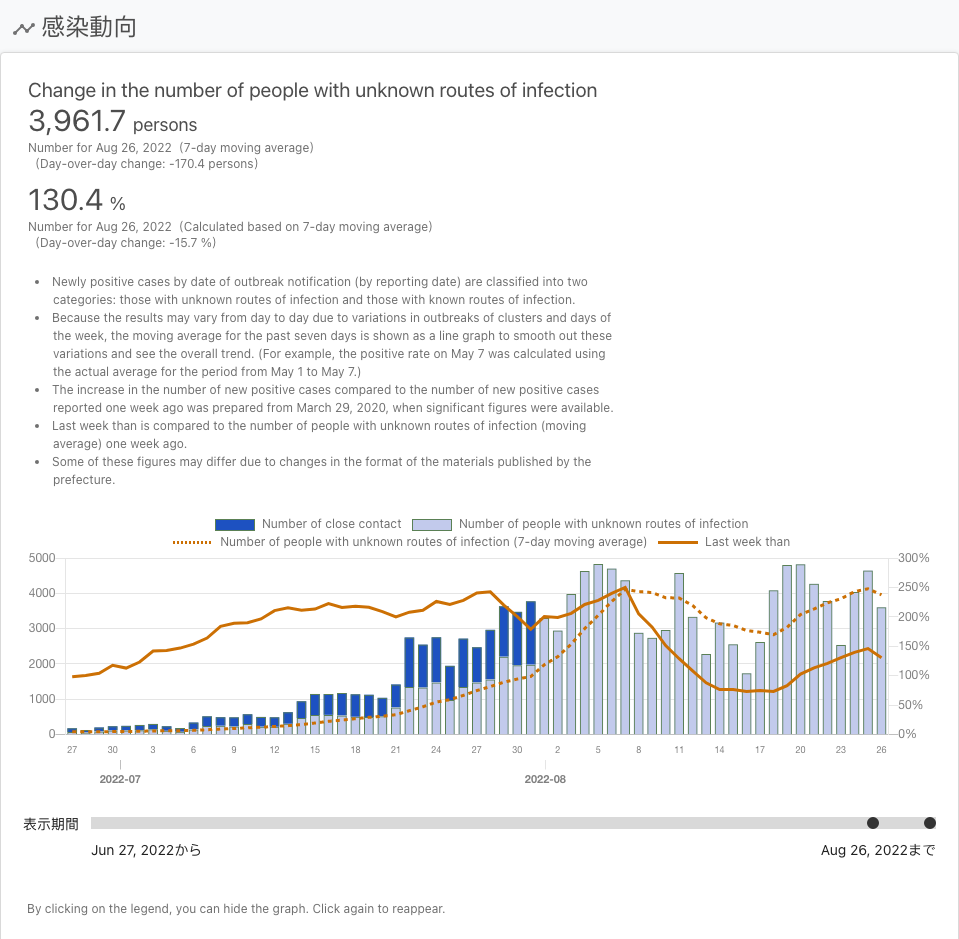 感染動向
Change in the number of people with unknown routes of infection
3,961.7 persons
Number for Aug 26, 2022 (7-day moving average)
(Day-over-day change: -170.4 persons)
130.4 %
Number for Aug 26, 2022 (Calculated based on 7-day moving average)
(Day-over-day change: -15.7 %)
• Newly positive cases by date of outbreak notification (by reporting date) are classified into two
categories: those with unknown routes of infection and those with known routes of infection.
• Because the results may vary from day to day due to variations in outbreaks of clusters and days of
the week, the moving average for the past seven days is shown as a line graph to smooth out these
variations and see the overall trend. (For example, the positive rate on May 7 was calculated using
the actual average for the period from May 1 to May 7.)
• The increase in the number of new positive cases compared to the number of new positive cases
reported one week ago was prepared from March 29, 2020, when significant figures were available.
• Last week than is compared to the number of people with unknown routes of infection (moving
average) one week ago.
• Some of these figures may differ due to changes in the format of the materials published by the
prefecture.
Number of close contact Number of people with unknown routes of infection
Number of people with unknown routes of infection (7-day moving average) Last week than
5000 300%
250%
4000
200%
3000
150%
2000
100%
1000
50%
0 0%
27 30 3 6 9 12 15 18 21 24 27 30 2 5 8 11 14 17 20 23 26
2022-07 2022-08
表示期間
Jun 27, 2022から Aug 26, 2022まで
By clicking on the legend, you can hide the graph. Click again to reappear.